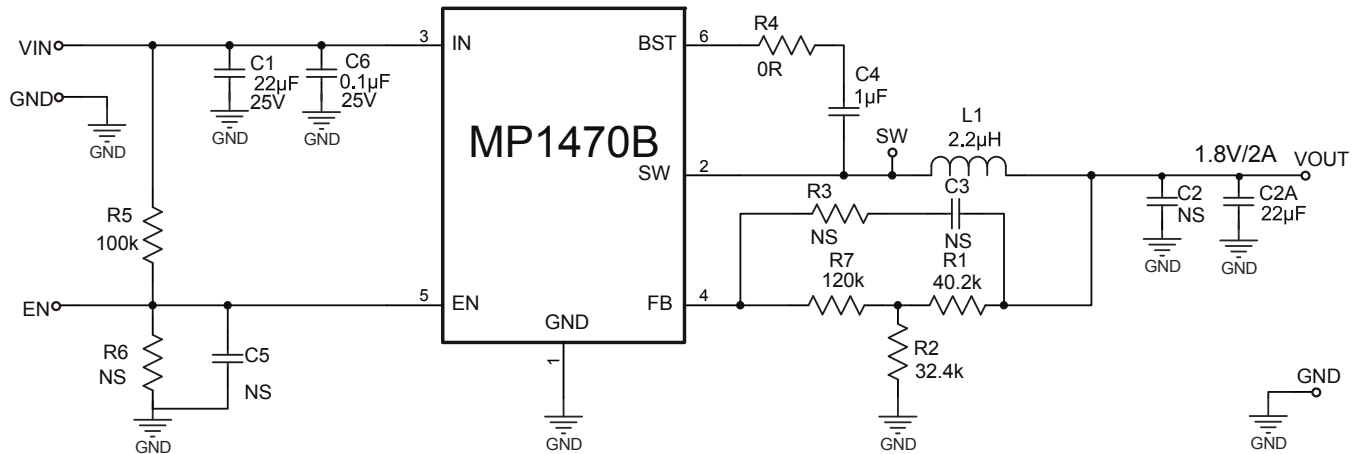 VIN
GND
GND
R5
100k
EN
R6
NS
GND
C5
NS
C1
22µF
25V
GND
C6
0.1µF
25V
GND
3
IN
5
EN
MP1470B
BST
6
SW
2
FB
4
GND
1
GND
R4
0R
C4
1µF
SW
L1
2.2µH
R3
NS
C3
NS
R7
120k
R1
40.2k
R2
32.4k
GND
1.8V/2A
VOUT
C2
NS
GND
C2A
22µF
GND
GND
GND